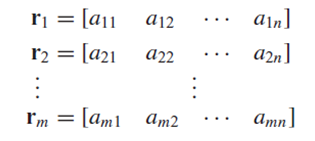 r₁ = [a₁₁ a₁₂ ⋯ a₁ₙ]
r₂ = [a₂₁ a₂₂ ⋯ a₂ₙ]
⋮ ⋮
rₘ = [aₘ₁ aₘ₂ ⋯ aₘₙ]